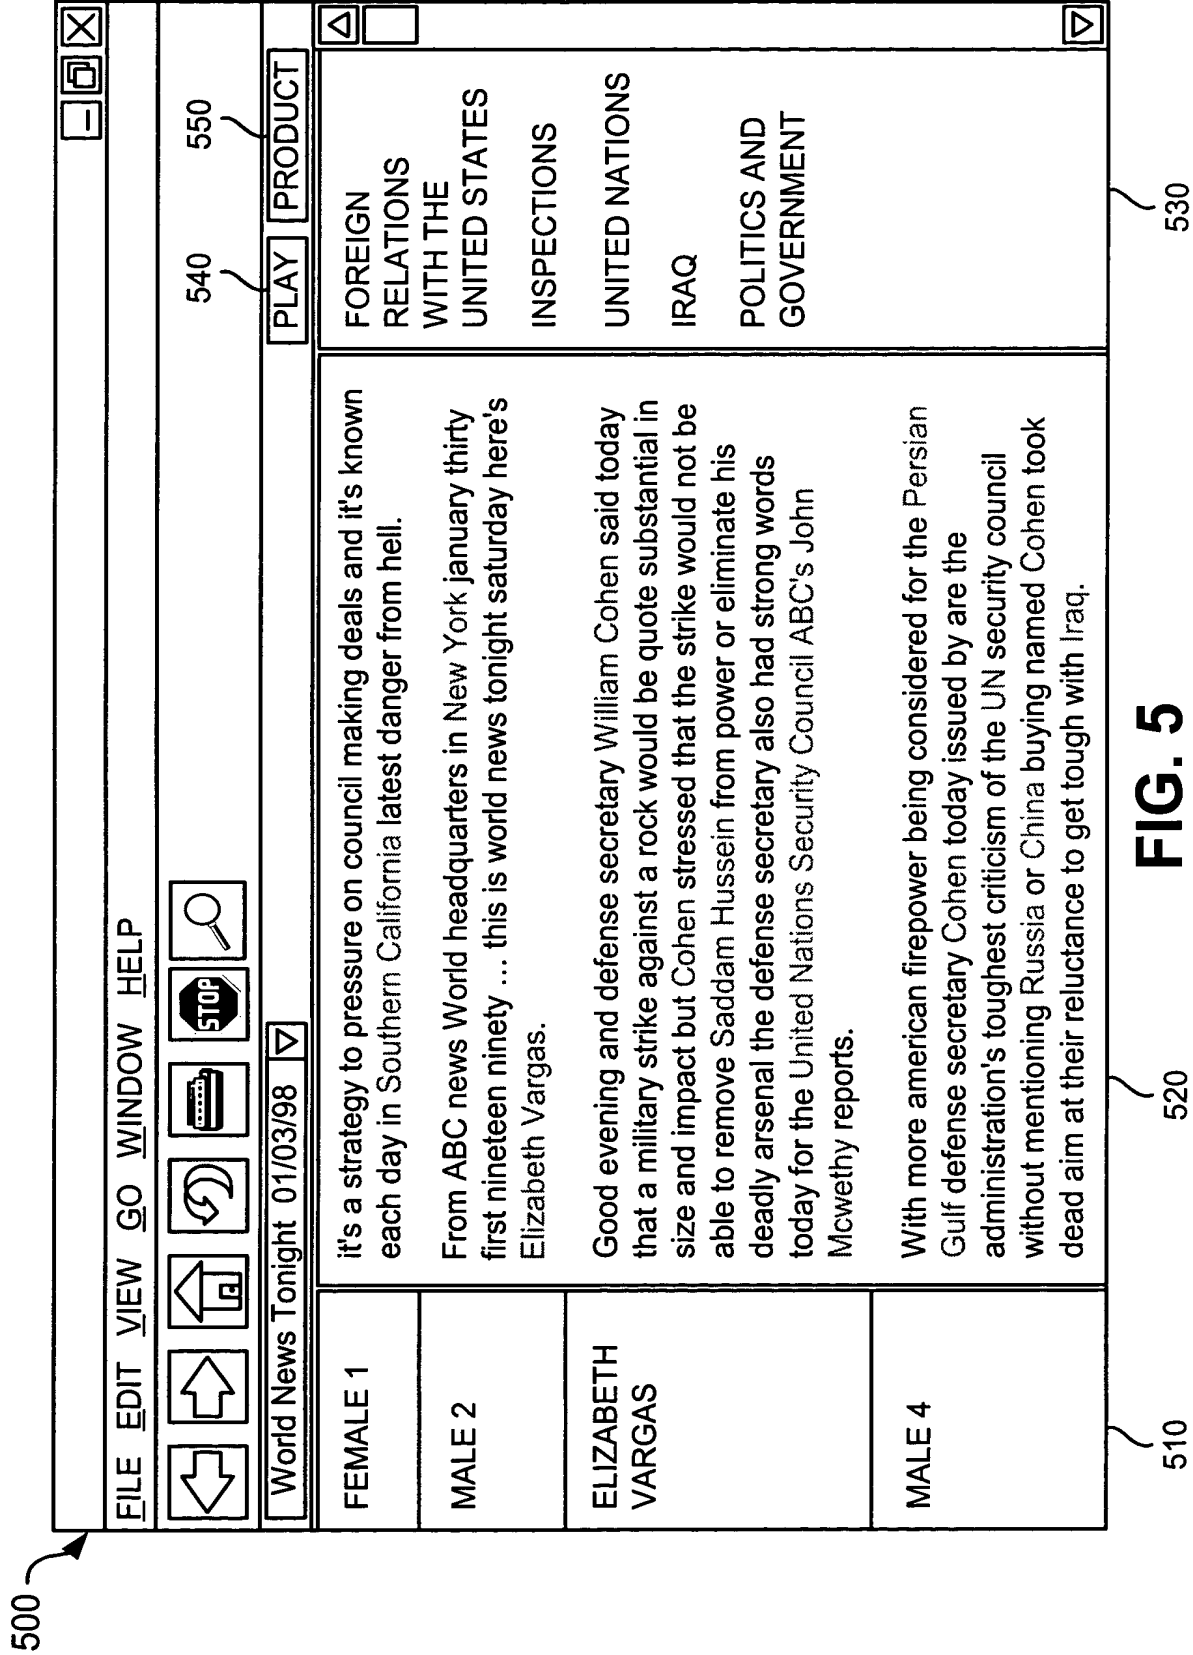 500
FILE EDIT VIEW GO WINDOW HELP
STOP
World News Tonight 01/03/98
540
550
PLAY
PRODUCT
FEMALE 1
it's a strategy to pressure on council making deals and it's known
each day in Southern California latest danger from hell.
MALE 2
From ABC news World headquarters in New York january thirty
first nineteen ninety ... this is world news tonight saturday here's
Elizabeth Vargas.
ELIZABETH
VARGAS
Good evening and defense secretary William Cohen said today
that a military strike against a rock would be quote substantial in
size and impact but Cohen stressed that the strike would not be
able to remove Saddam Hussein from power or eliminate his
deadly arsenal the defense secretary also had strong words
today for the United Nations Security Council ABC's John
Mcwethy reports.
MALE 4
With more american firepower being considered for the Persian
Gulf defense secretary Cohen today issued by are the
administration's toughest criticism of the UN security council
without mentioning Russia or China buying named Cohen took
dead aim at their reluctance to get tough with Iraq.
FOREIGN
RELATIONS
WITH THE
UNITED STATES
INSPECTIONS
UNITED NATIONS
IRAQ
POLITICS AND
GOVERNMENT
510
520
530
FIG. 5